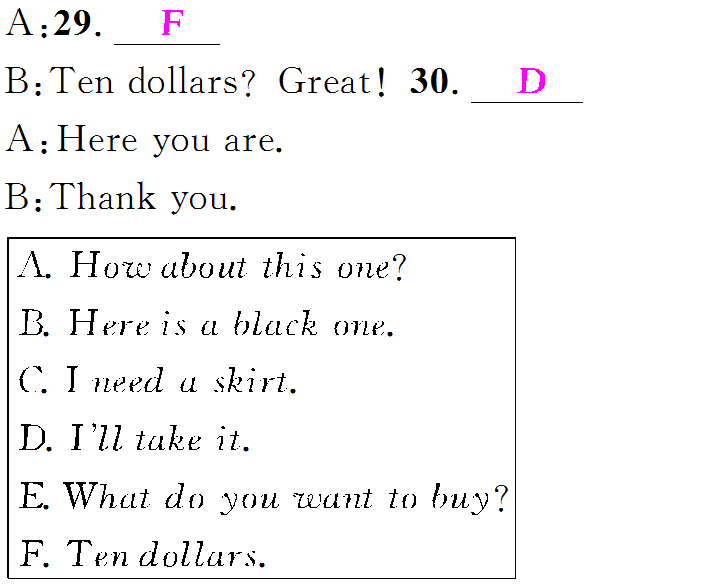 A:29. F
B:Ten dollars? Great! 30. D
A:Here you are.
B:Thank you.
A. How about this one?
B. Here is a black one.
C. I need a skirt.
D. I'll take it.
E. What do you want to buy?
F. Ten dollars.